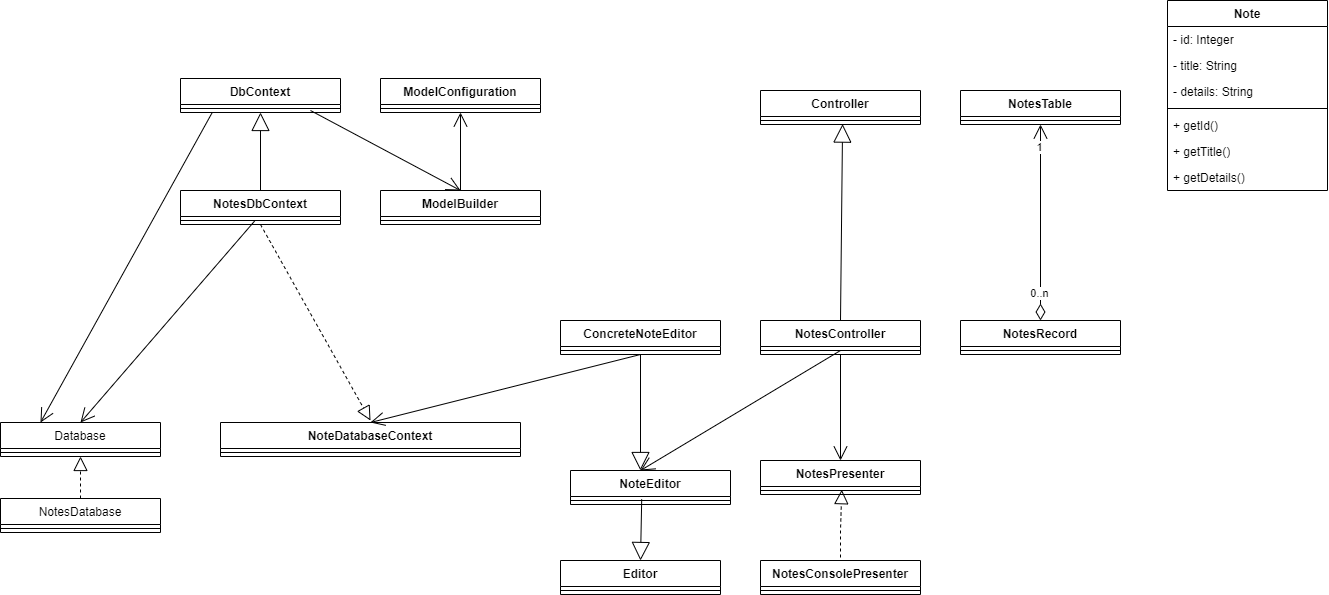 Note
- id: Integer
- title: String
- details: String
+ getId()
+ getTitle()
+ getDetails()
DbContext
ModelConfiguration
Controller
NotesTable
1
NotesDbContext
ModelBuilder
0..n
ConcreteNoteEditor
NotesController
NotesRecord
Database
NoteDatabaseContext
NotesDatabase
NoteEditor
NotesPresenter
Editor
NotesConsolePresenter